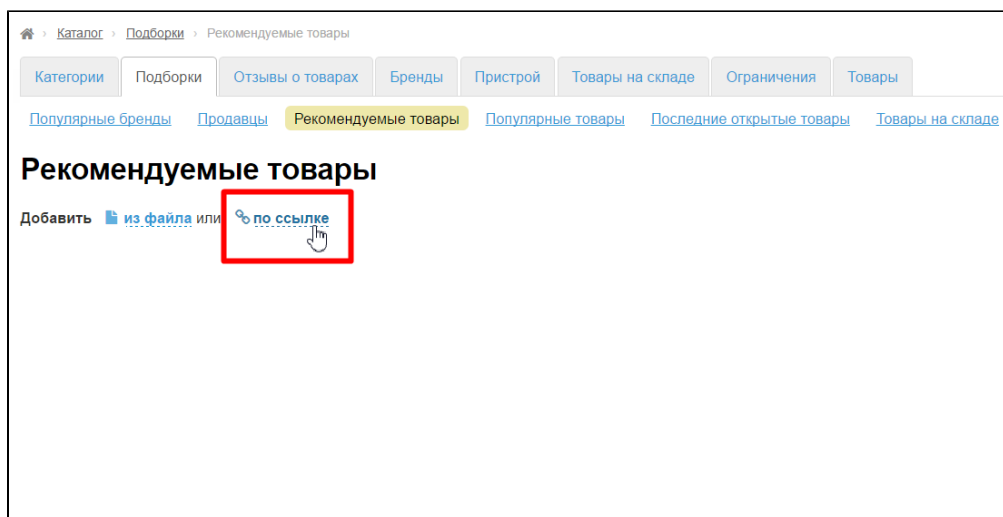 Каталог › Подборки › Рекомендуемые товары
Категории Подборки Отзывы о товарах Бренды Пристрой Товары на складе Ограничения Товары
Популярные бренды Продавцы Рекомендуемые товары Популярные товары Последние открытые товары Товары на складе
Рекомендуемые товары
Добавить из файла или по ссылке